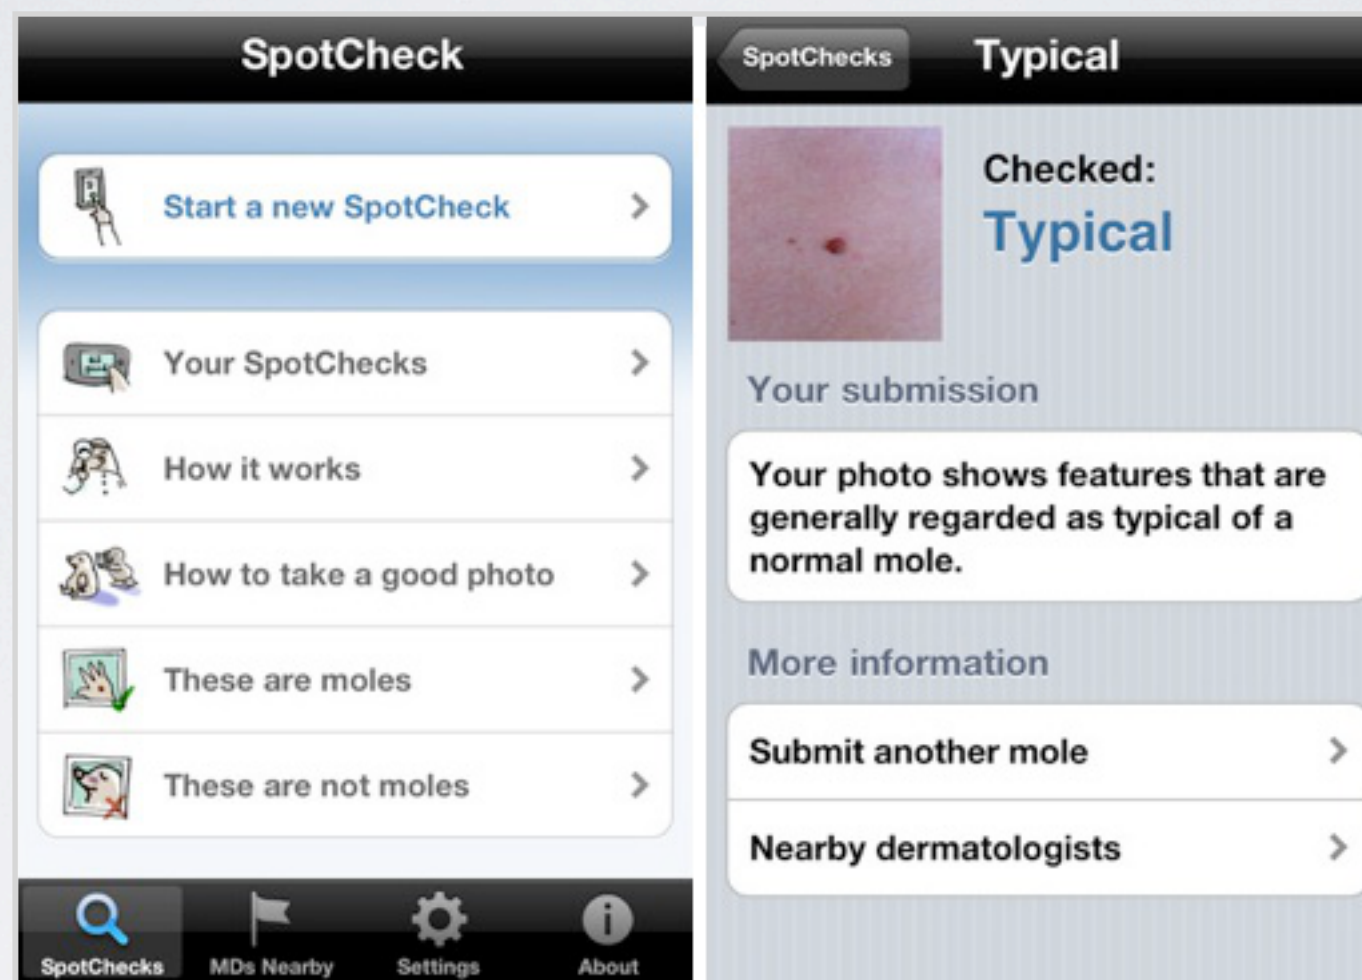 SpotCheck
Start a new SpotCheck
Your SpotChecks
How it works
How to take a good photo
These are moles
These are not moles
SpotChecks
MDs Nearby
Settings
About
SpotChecks
Typical
Checked:
Typical
Your submission
Your photo shows features that are
generally regarded as typical of a
normal mole.
More information
Submit another mole
Nearby dermatologists